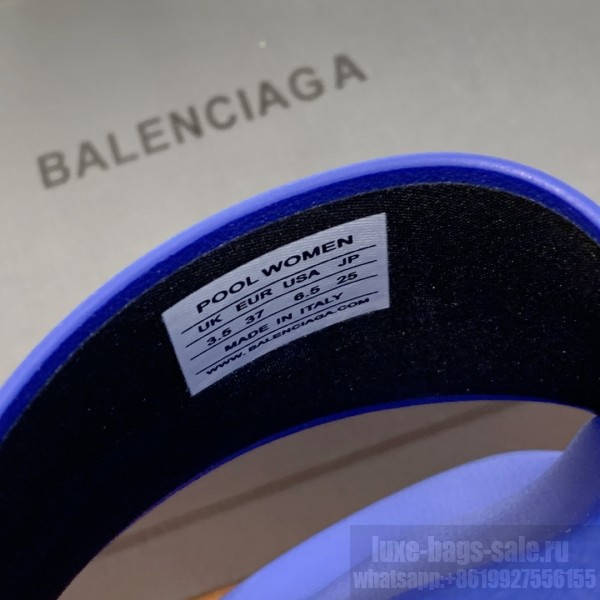 BALENCIAGA
POOL WOMEN
UK EUR USA JP
3.5 37 6.5 25
MADE IN ITALY
WWW.BALENCIAGA.COM
luxe-bags-sale.ru
whatsapp:+8619927556155